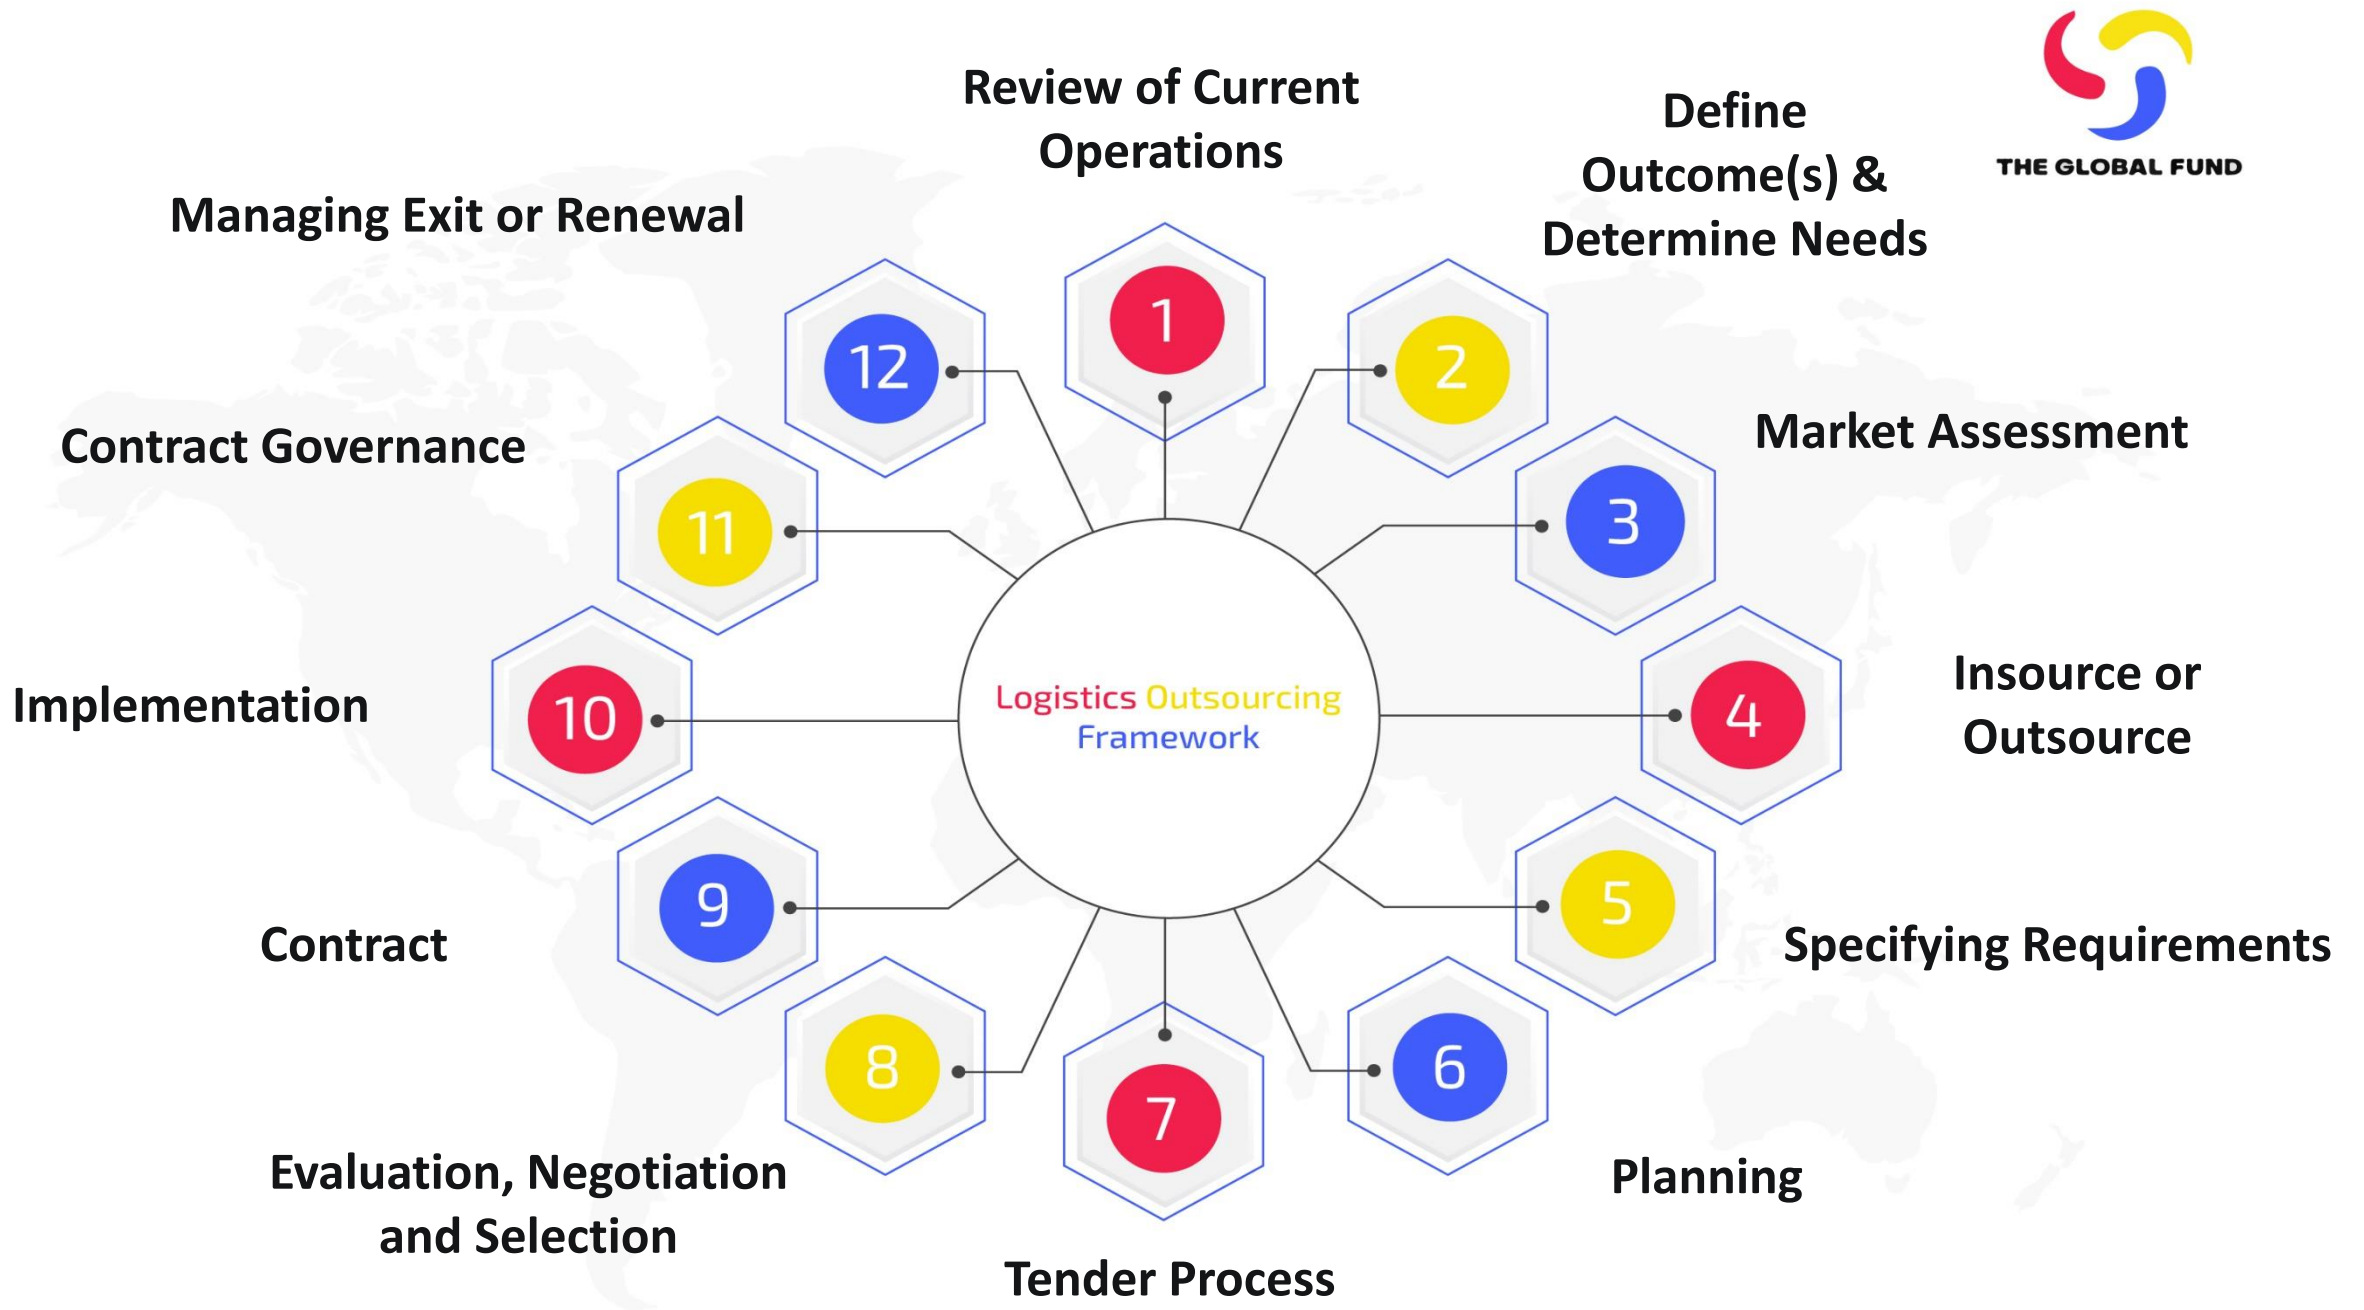 THE GLOBAL FUND
Review of Current
Operations
Define
Outcome(s) &
Determine Needs
Managing Exit or Renewal
1
12
2
Market Assessment
Contract Governance
3
11
Insource or
Outsource
Implementation
4
10
Logistics Outsourcing
Framework
5
9
Specifying Requirements
Contract
6
8
7
Planning
Evaluation, Negotiation
and Selection
Tender Process